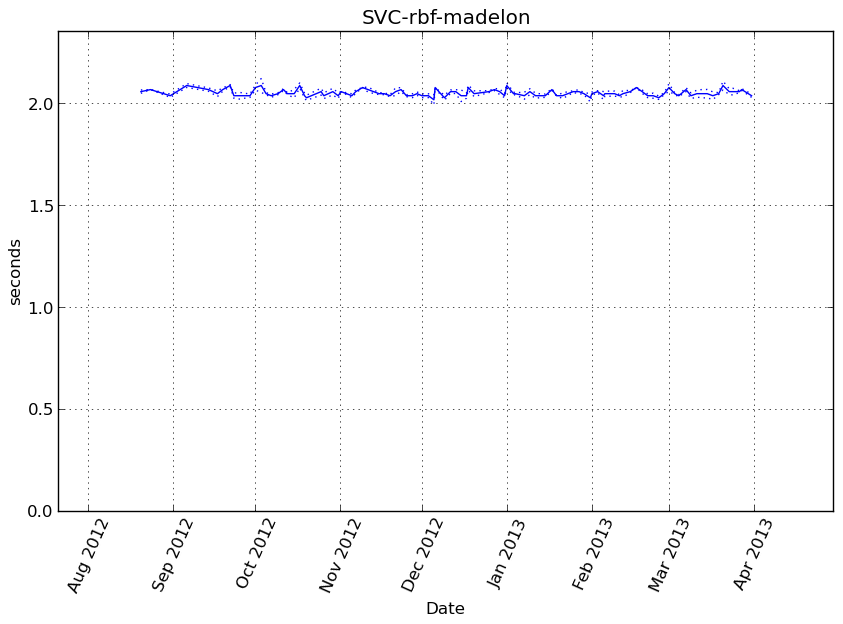 SVC-rbf-madelon
2.0
1.5
1.0
0.5
0.0
seconds
Aug 2012
Sep 2012
Oct 2012
Nov 2012
Dec 2012
Jan 2013
Feb 2013
Mar 2013
Apr 2013
Date